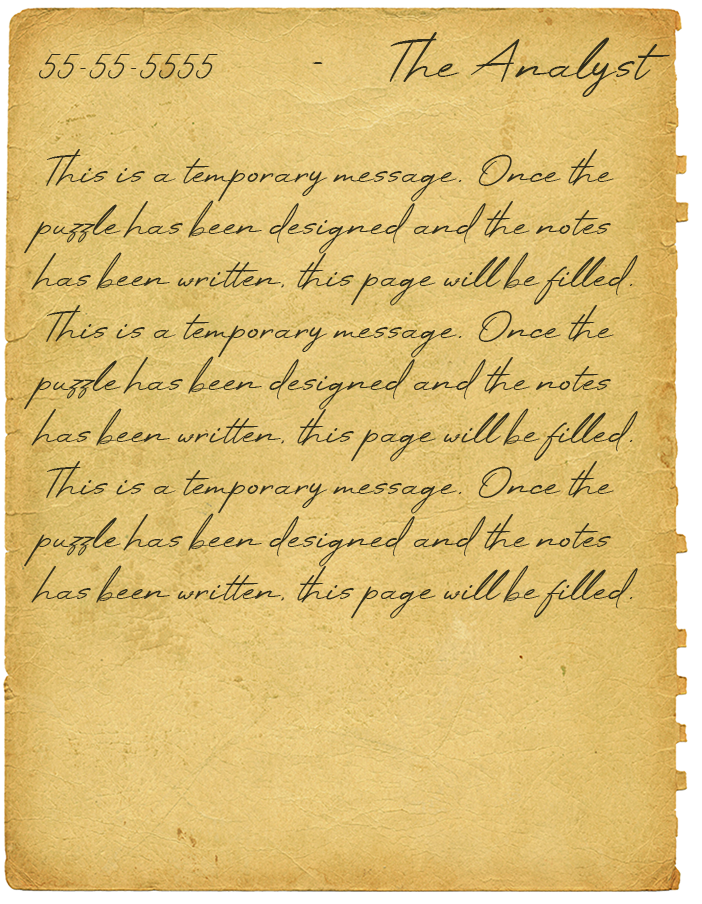 55-55-5555 - The Analyst
This is a temporary message. Once the
puzzle has been designed and the notes
has been written, this page will be filled.
This is a temporary message. Once the
puzzle has been designed and the notes
has been written, this page will be filled.
This is a temporary message. Once the
puzzle has been designed and the notes
has been written, this page will be filled.